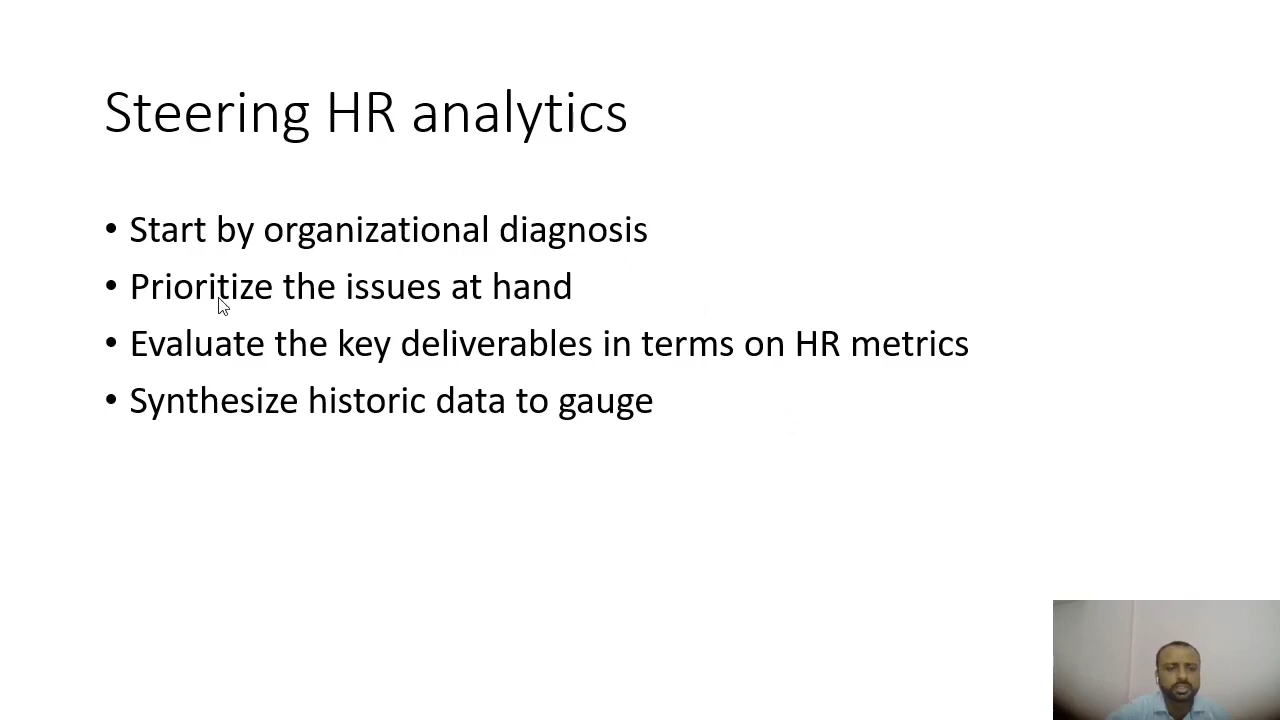 Steering HR analytics
• Start by organizational diagnosis
• Prioritize the issues at hand
• Evaluate the key deliverables in terms on HR metrics
• Synthesize historic data to gauge